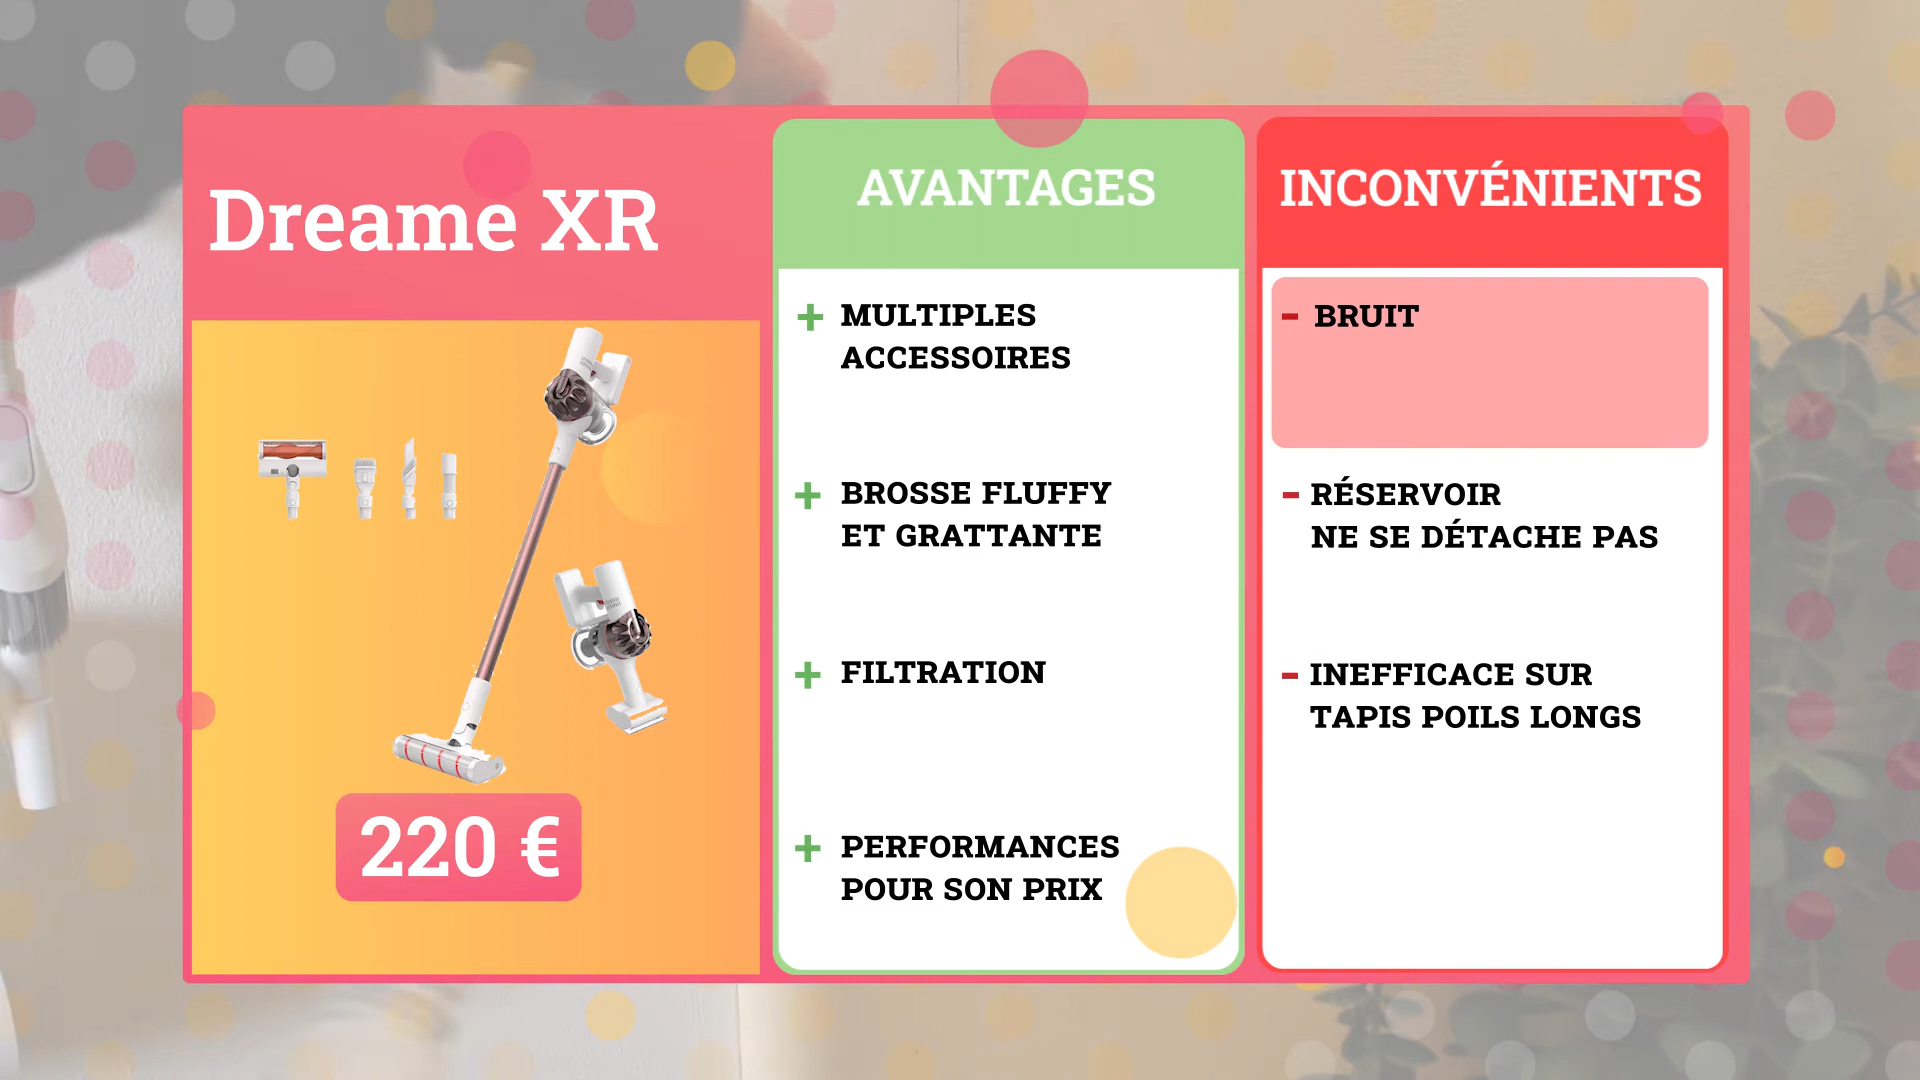 Dreame XR
220 €
AVANTAGES
+ MULTIPLES
ACCESSOIRES
+ BROSSE FLUFFY
ET GRATTANTE
+ FILTRATION
+ PERFORMANCES
POUR SON PRIX
INCONVÉNIENTS
- BRUIT
- RÉSERVOIR
NE SE DÉTACHE PAS
- INEFFICACE SUR
TAPIS POILS LONGS